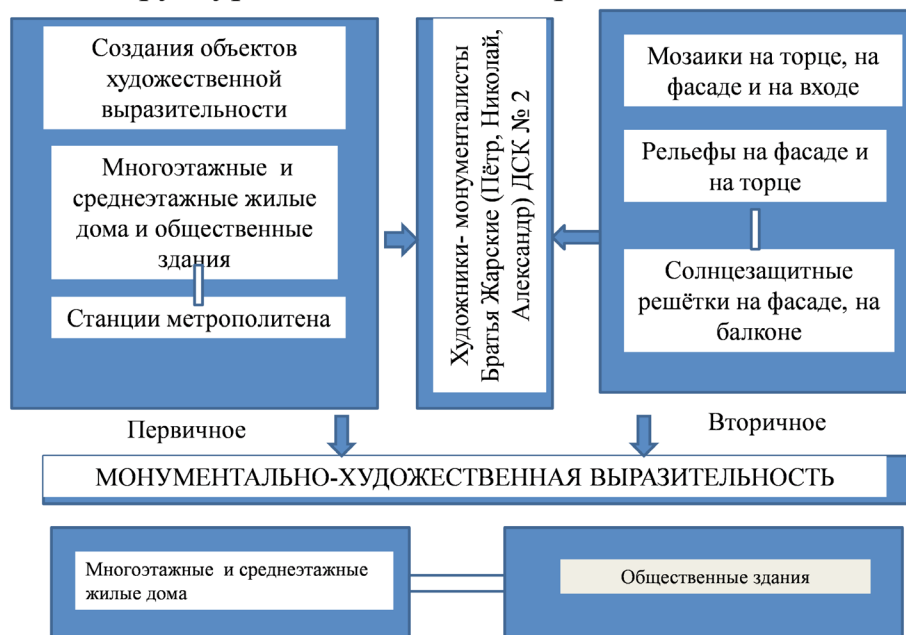 Создания объектов
художественной
выразительности
Многоэтажные и
среднеэтажные жилые
дома и общественные
здания
Станции метрополитена
Художники- монументалисты
Братья Жарские (Пётр, Николай,
Александр) ДСК № 2
Мозаики на торце, на
фасаде и на входе
Рельефы на фасаде и
на торце
Солнцезащитные
решётки на фасаде, на
балконе
Первичное
Вторичное
МОНУМЕНТАЛЬНО-ХУДОЖЕСТВЕННАЯ ВЫРАЗИТЕЛЬНОСТЬ
Многоэтажные и среднеэтажные
жилые дома
Общественные здания